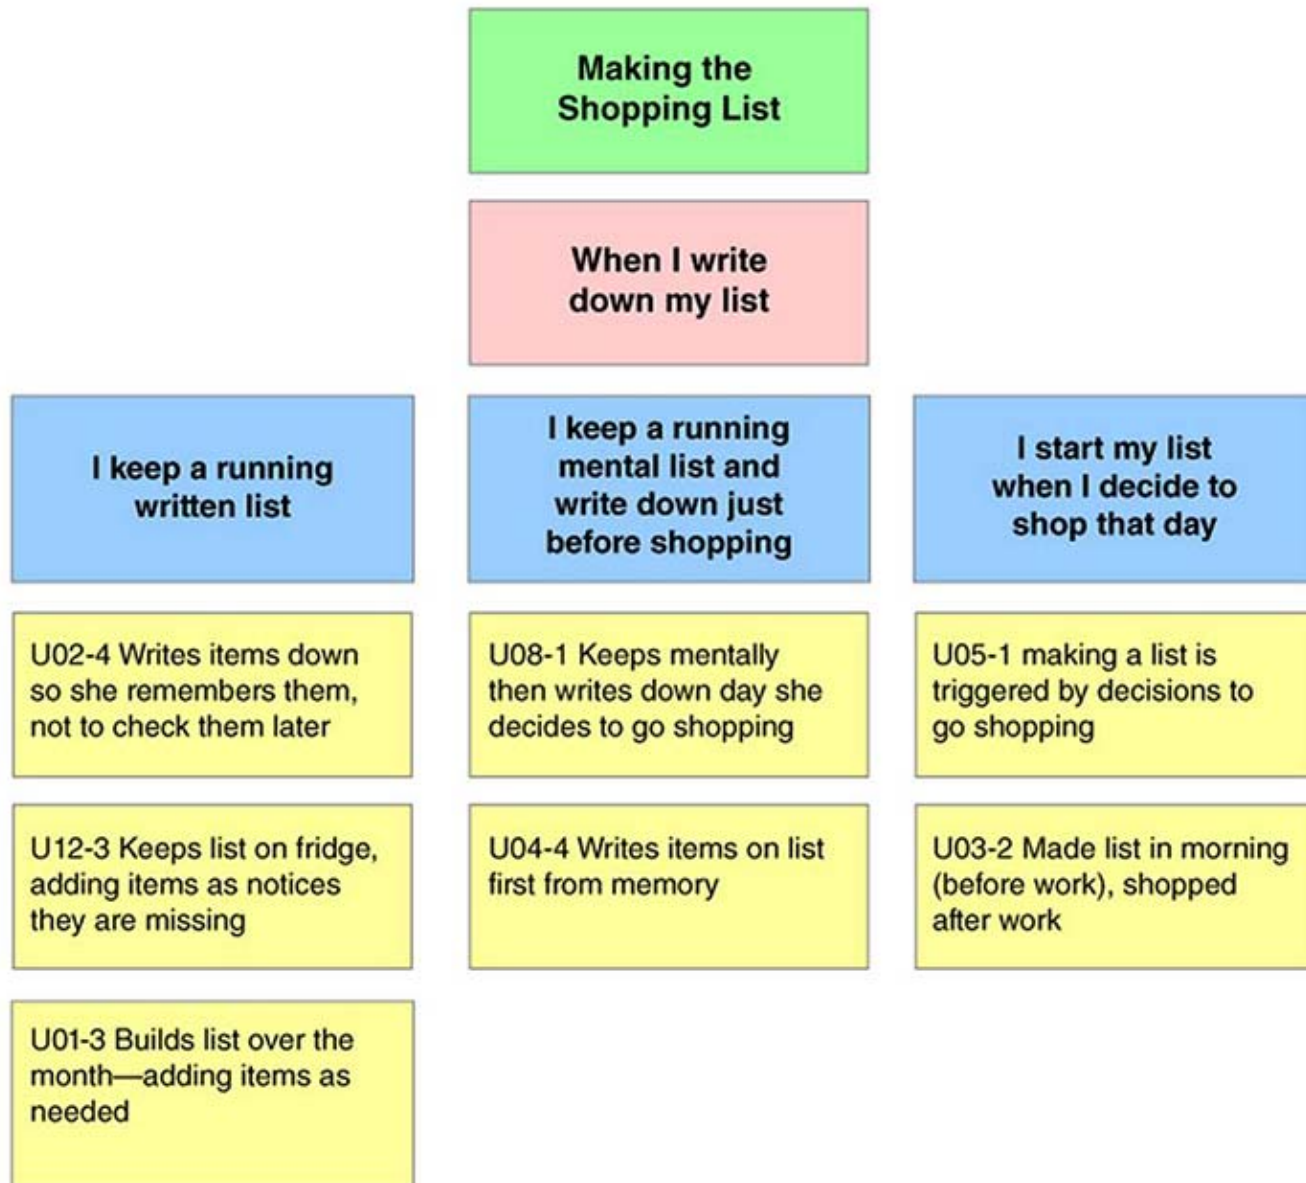 Making the
Shopping List
When I write
down my list
I keep a running
written list
I keep a running
mental list and
write down just
before shopping
I start my list
when I decide to
shop that day
U02-4 Writes items down
so she remembers them,
not to check them later
U08-1 Keeps mentally
then writes down day she
decides to go shopping
U05-1 making a list is
triggered by decisions to
go shopping
U12-3 Keeps list on fridge,
adding items as notices
they are missing
U04-4 Writes items on list
first from memory
U03-2 Made list in morning
(before work), shopped
after work
U01-3 Builds list over the
month—adding items as
needed